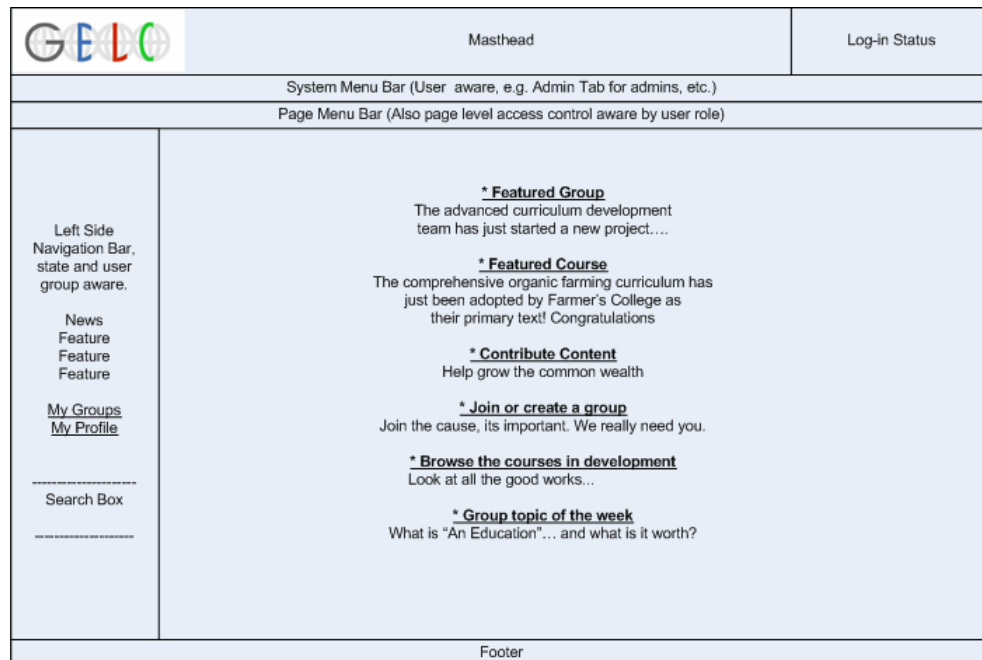 GELC
Masthead
Log-in Status
System Menu Bar (User aware, e.g. Admin Tab for admins, etc.)
Page Menu Bar (Also page level access control aware by user role)
Left Side
Navigation Bar,
state and user
group aware.
News
Feature
Feature
Feature
My Groups
My Profile
---------------------
Search Box
--------------------
* Featured Group
The advanced curriculum development
team has just started a new project....
* Featured Course
The comprehensive organic farming curriculum has
just been adopted by Farmer's College as
their primary text! Congratulations
* Contribute Content
Help grow the common wealth
* Join or create a group
Join the cause, its important. We really need you.
* Browse the courses in development
Look at all the good works...
* Group topic of the week
What is “An Education”... and what is it worth?
Footer